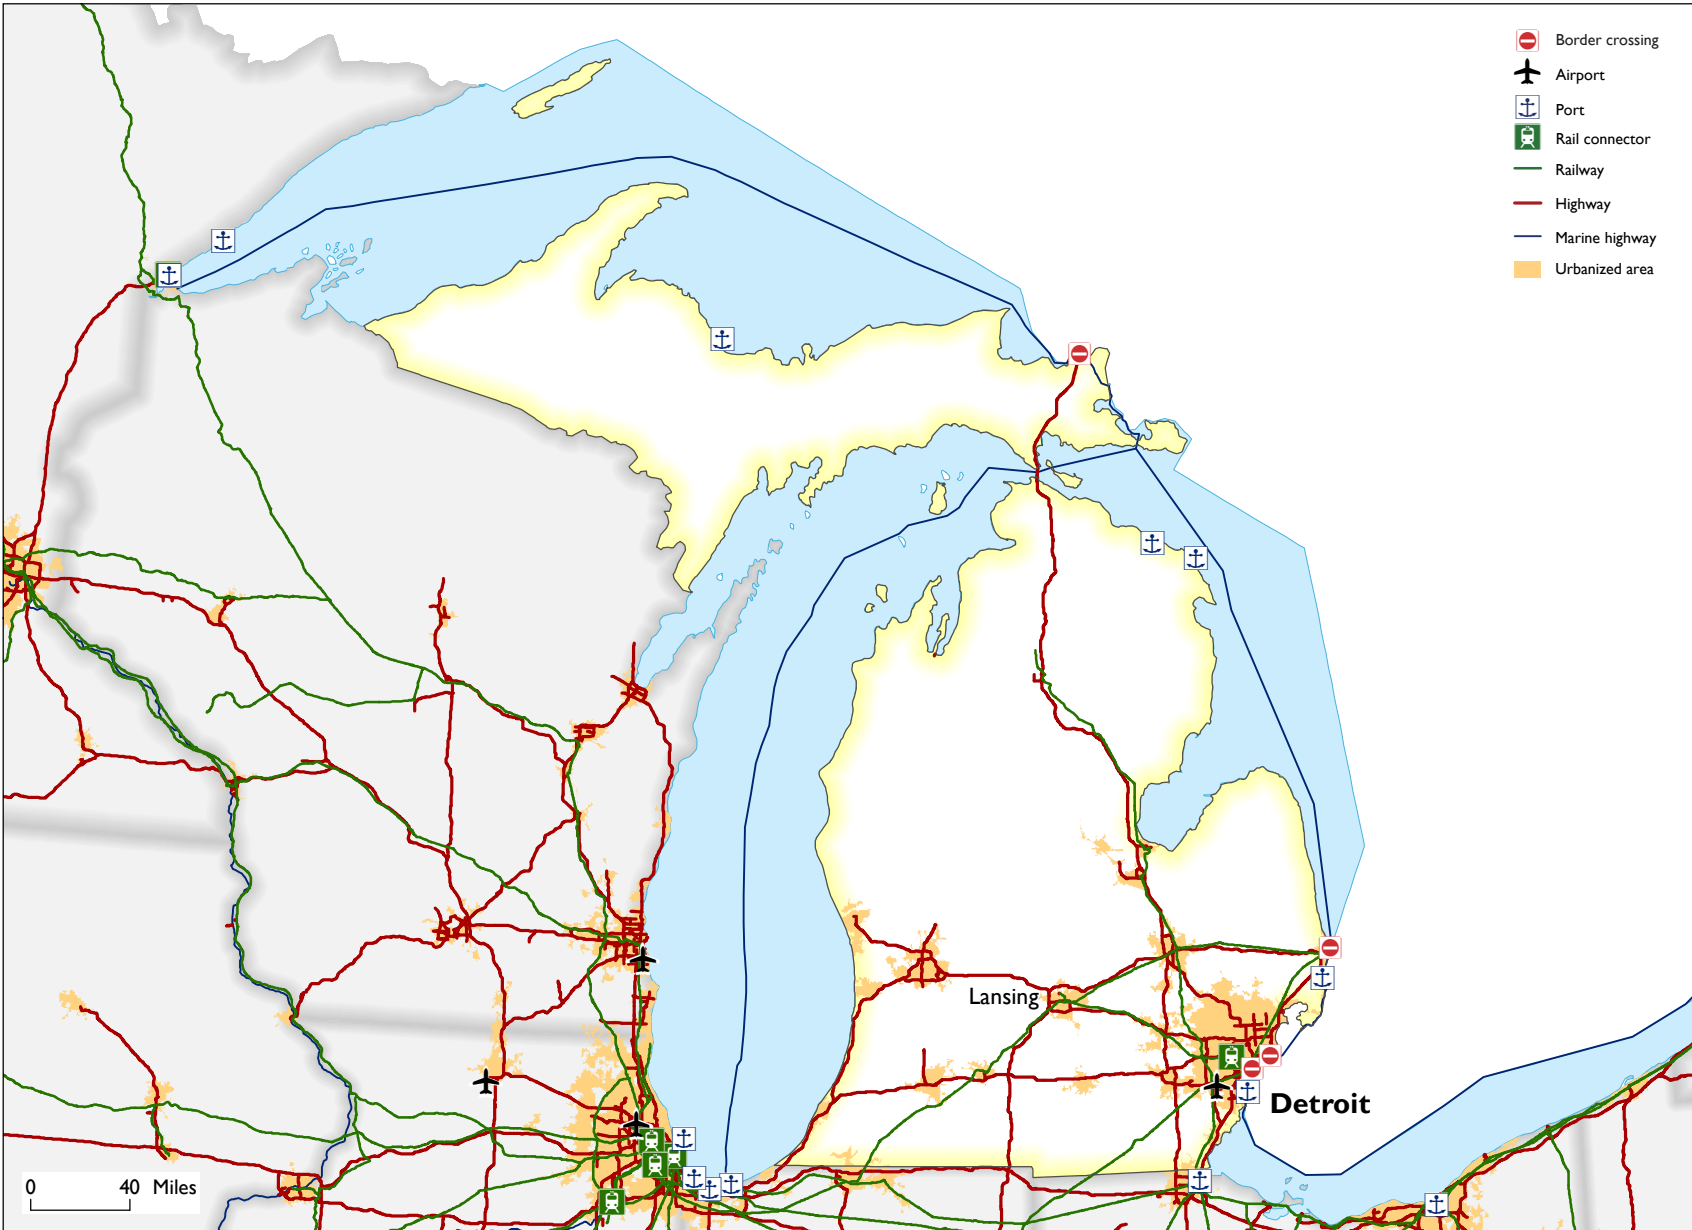 Border crossing
Airport
Port
Rail connector
Railway
Highway
Marine highway
Urbanized area
Lansing
Detroit
0 40 Miles